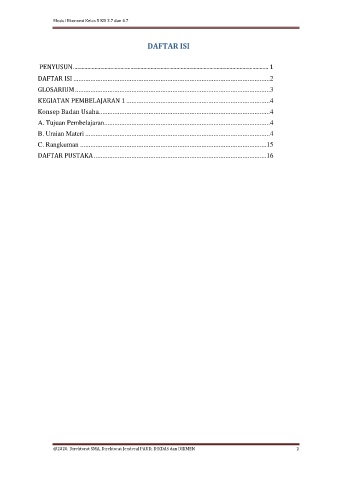 Modul Ekonomi Kelas X KD 3.7 dan 4.7
DAFTAR ISI
PENYUSUN 1
DAFTAR ISI 2
GLOSARIUM 3
KEGIATAN PEMBELAJARAN 1 4
Konsep Badan Usaha 4
A. Tujuan Pembelajaran 4
B. Uraian Materi 4
C. Rangkuman 15
DAFTAR PUSTAKA 16
@2020, Direktorat SMA, Direktorat Jenderal PAUD, DIKDAS dan DIKMEN 2